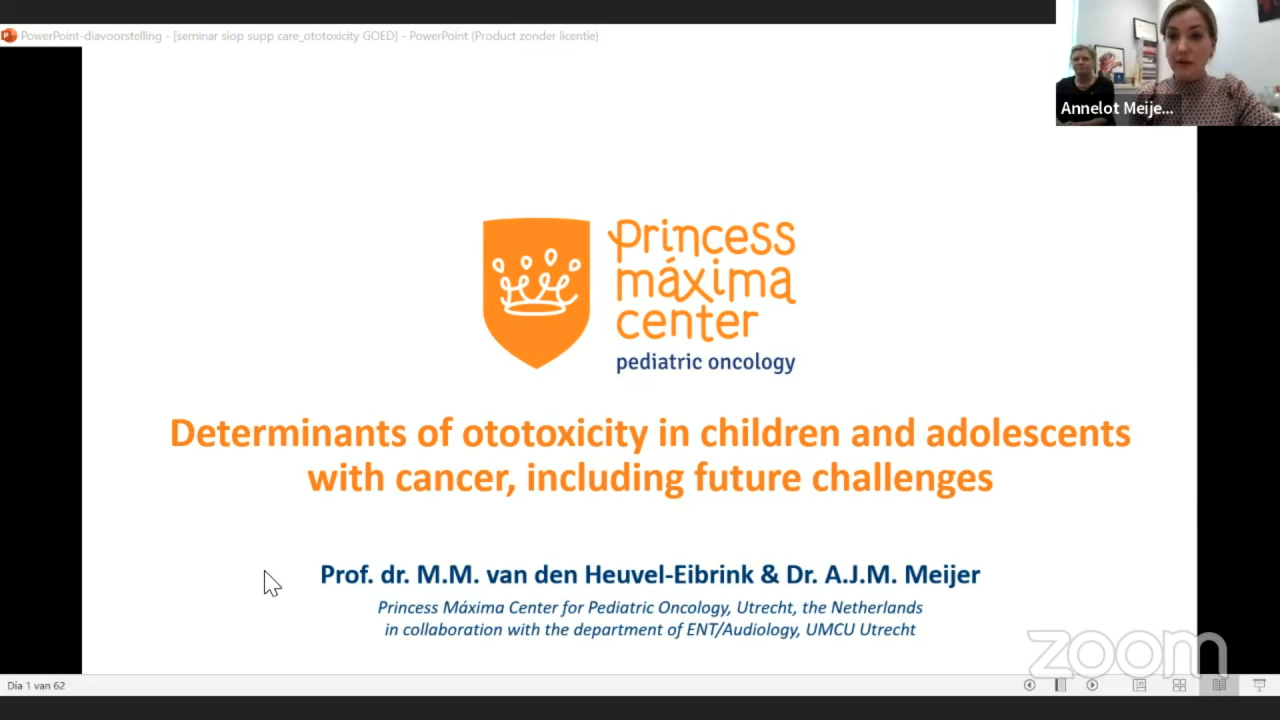 PowerPoint-diavoorstelling - [seminar siop supp care_ototoxicity GOED] - PowerPoint (Product zonder licentie)
Annelot Meije...
princess
máxima
center
pediatric oncology
Determinants of ototoxicity in children and adolescents
with cancer, including future challenges
Prof. dr. M.M. van den Heuvel-Eibrink & Dr. A.J.M. Meijer
Princess Máxima Center for Pediatric Oncology, Utrecht, the Netherlands
in collaboration with the department of ENT/Audiology, UMCU Utrecht
zoom
Dia 1 van 62